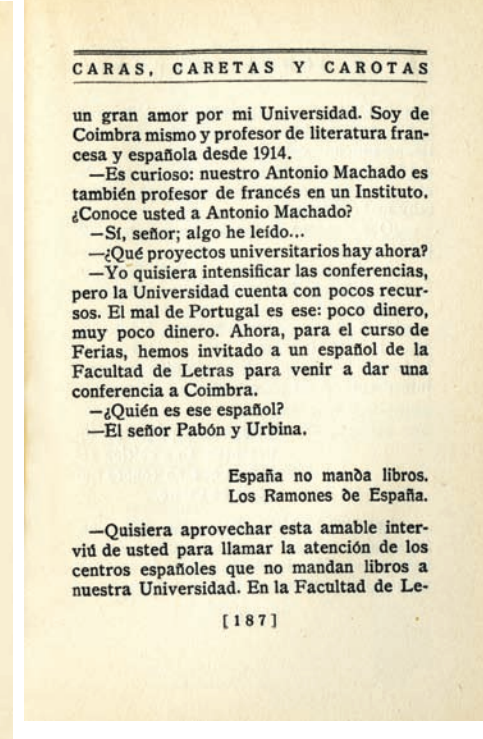 CARAS, CARETAS Y CAROTAS
un gran amor por mi Universidad. Soy de
Coimbra mismo y profesor de literatura fran-
cesa y española desde 1914.
—Es curioso: nuestro Antonio Machado es
también profesor de francés en un Instituto.
¿Conoce usted a Antonio Machado?
—Sí, señor; algo he leído...
—¿Qué proyectos universitarios hay ahora?
—Yo quisiera intensificar las conferencias,
pero la Universidad cuenta con pocos recur-
sos. El mal de Portugal es ese: poco dinero,
muy poco dinero. Ahora, para el curso de
Ferias, hemos invitado a un español de la
Facultad de Letras para venir a dar una
conferencia a Coimbra.
—¿Quién es ese español?
—El señor Pabón y Urbina.
España no manda libros.
Los Ramones de España.
—Quisiera aprovechar esta amable inter-
viú de usted para llamar la atención de los
centros españoles que no mandan libros a
nuestra Universidad. En la Facultad de Le-
[187]